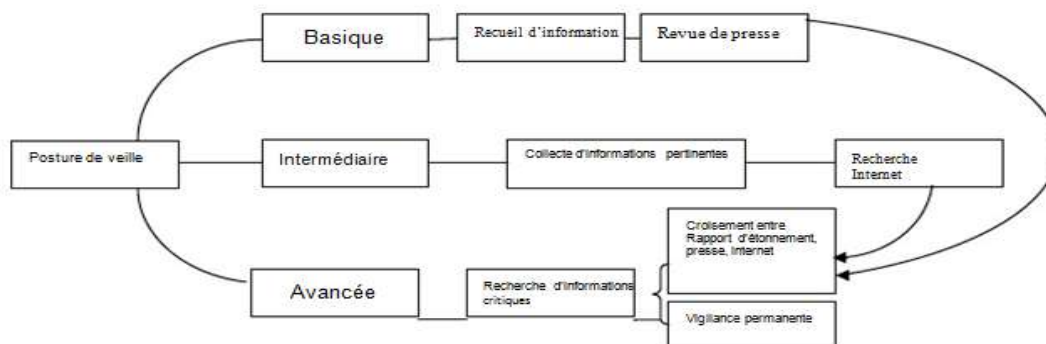 Basique
Recueil d'information
Revue de presse
Posture de veille
Intermédiaire
Collecte d'informations pertinentes
Recherche
Internet
Croisement entre
Rapport d'étonnement,
presse, Internet
Avancée
Recherche d'informations
critiques
Vigilance permanente